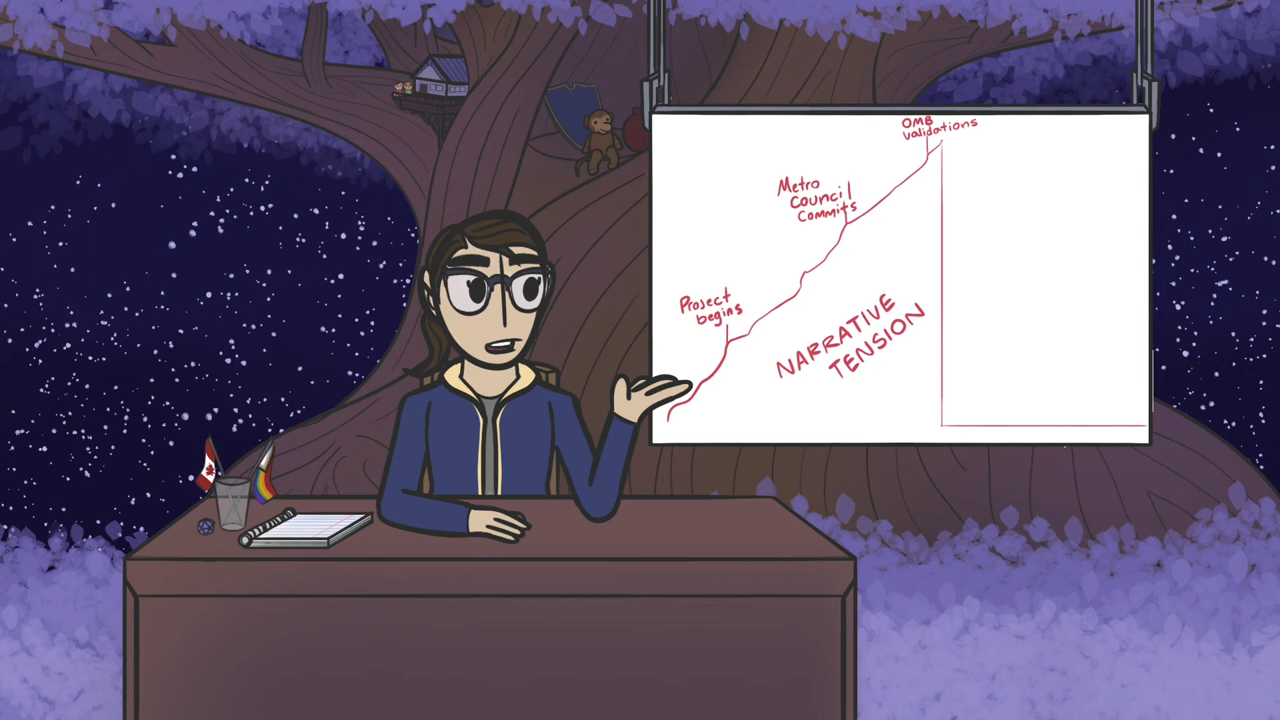 OMB
validations
Metro
Council
Commits
Project
begins
NARRATIVE
TENSION